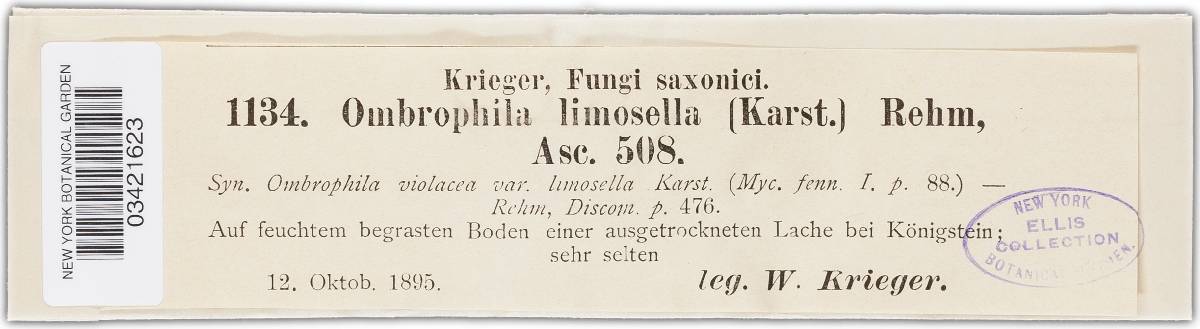 NEW YORK BOTANICAL GARDEN
03421623
Krieger, Fungi saxonici.
1134. Ombrophila limosella (Karst.) Rehm,
Asc. 508.
Syn. Ombrophila violacea var. limosella Karst. (Myc. fenn. I. p. 88.) —
Rehm, Discom. p. 476.
Auf feuchtem begrasten Boden einer ausgetrockneten Lache bei Königstein;
sehr selten
12. Oktob. 1895. leg. W. Krieger.
NEW YORK
ELLIS
COLLECTION
BOTANICAL GARDEN.